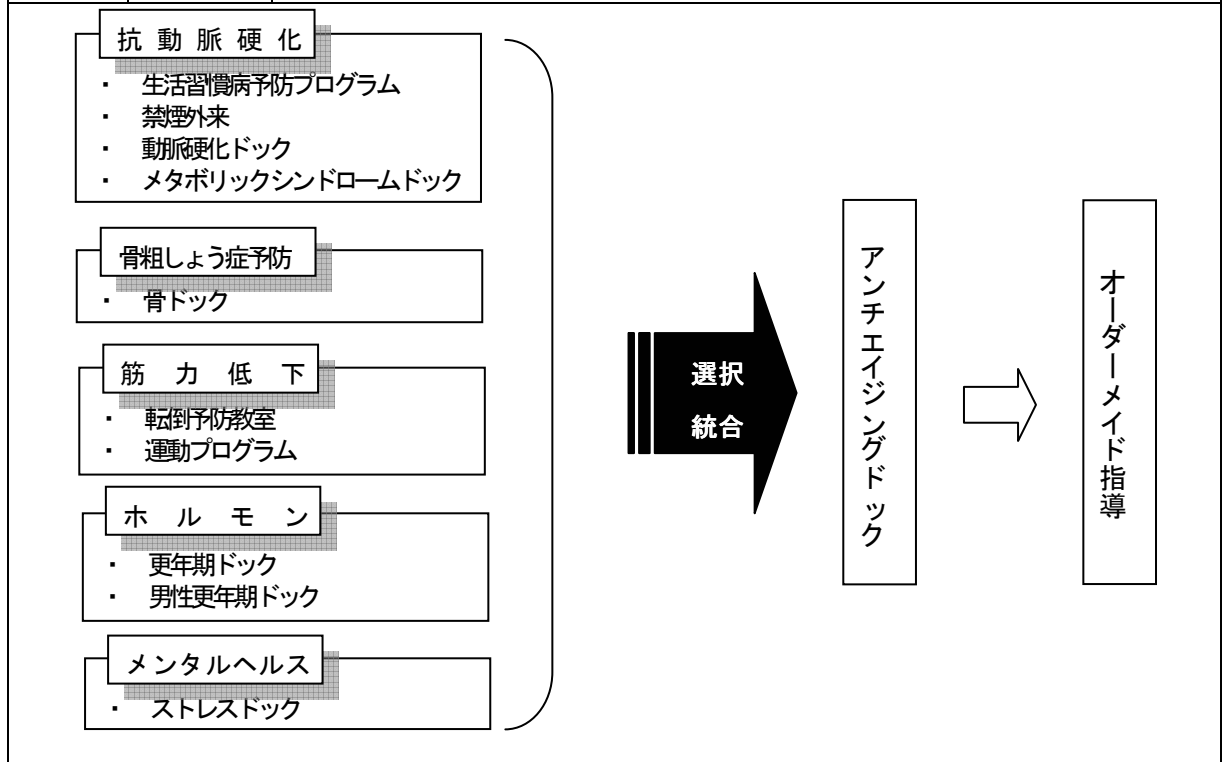 抗動脈硬化
・ 生活習慣病予防プログラム
・ 禁煙外来
・ 動脈硬化ドック
・ メタボリックシンドロームドック
骨粗しょう症予防
・ 骨ドック
筋力低下
・ 転倒予防教室
・ 運動プログラム
ホルモン
・ 更年期ドック
・ 男性更年期ドック
メンタルヘルス
・ ストレスドック
選択
統合
アンチエイジングドック
オーダーメイド指導